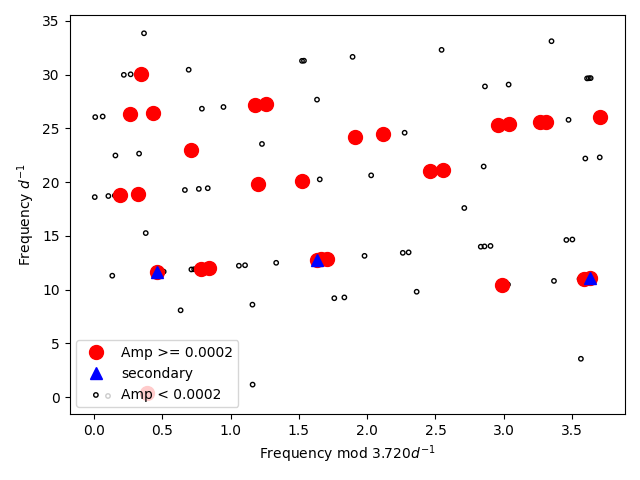 35
30
25
20
15
10
5
0
Frequency d⁻¹
Amp >= 0.0002
secondary
Amp < 0.0002
0.0 0.5 1.0 1.5 2.0 2.5 3.0 3.5
Frequency mod 3.720d⁻¹